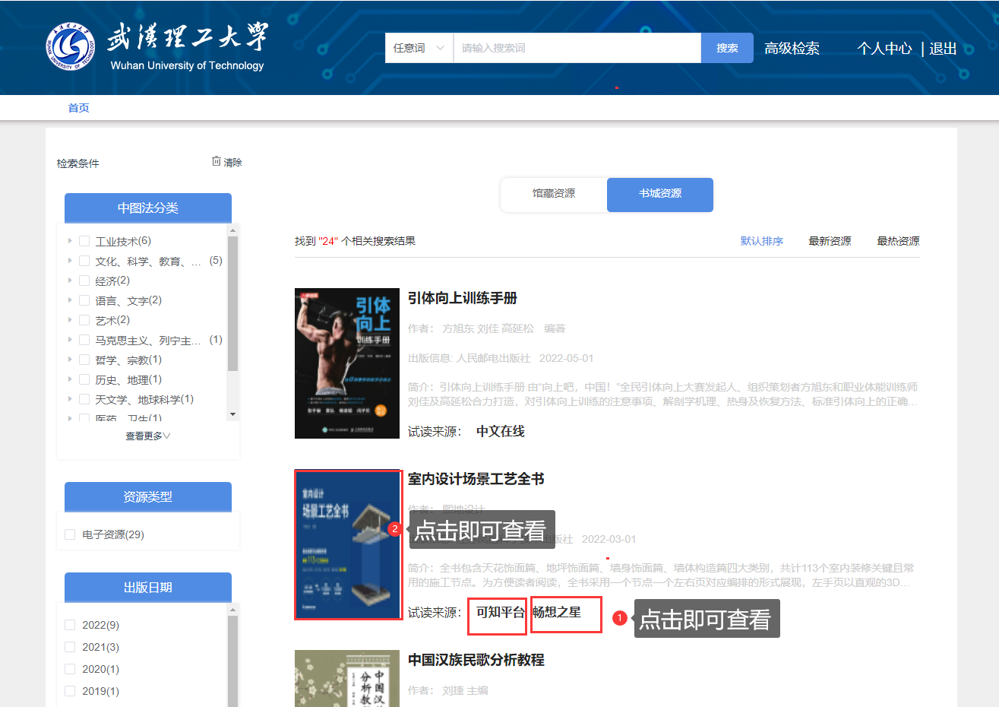 武漢理工大學
Wuhan University of Technology
任意词
请输入搜索词
搜索
高级检索
个人中心 | 退出
首页
检索条件
清除
中图法分类
工业技术(6)
文化、科学、教育、... (5)
经济(2)
语言、文字(2)
艺术(2)
马克思主义、列宁主... (1)
哲学、宗教(1)
历史、地理(1)
天文学、地球科学(1)
医药、卫生(1)
查看更多
资源类型
电子资源(29)
出版日期
2022(9)
2021(3)
2020(1)
2019(1)
馆藏资源
书城资源
找到 "24" 个相关搜索结果
默认排序
最新资源
最热资源
引体
向上
训练手册
引体向上训练手册
作者： 方旭东 刘佳 高延松 编著
出版信息: 人民邮电出版社 2022-05-01
简介：引体向上训练手册 由“向上吧，中国！”全民引体向上大赛发起人、组织策划者方旭东和职业体能训练师
刘佳及高延松合力打造，对引体向上训练的注意事项、解剖学机理、热身及恢复方法、标准引体向上的正确...
试读来源： 中文在线
室内设计
场景工艺全书
室内设计场景工艺全书
作者： 熙地设计
2 点击即可查看
出版社 2022-03-01
简介：全书包含天花饰面篇、地坪饰面篇、墙身饰面篇、墙体构造篇四大类别，共计113个室内装修关键且常
用的施工节点。为方便读者阅读，全书采用一个节点一个左右页对应编排的形式展现，左手页以直观的3D...
试读来源： 可知平台 畅想之星
1 点击即可查看
中国汉
分析教
中国汉族民歌分析教程
作者： 刘捷 主编